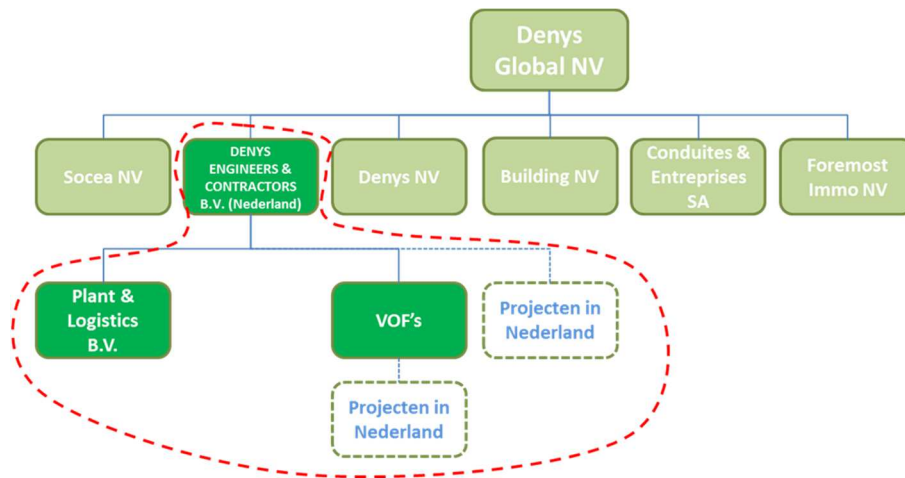 Denys
Global NV
Socea NV
DENYS
ENGINEERS &
CONTRACTORS
B.V. (Nederland)
Denys NV
Building NV
Conduites &
Entreprises
SA
Foremost
Immo NV
Plant &
Logistics
B.V.
VOF's
Projecten in
Nederland
Projecten in
Nederland